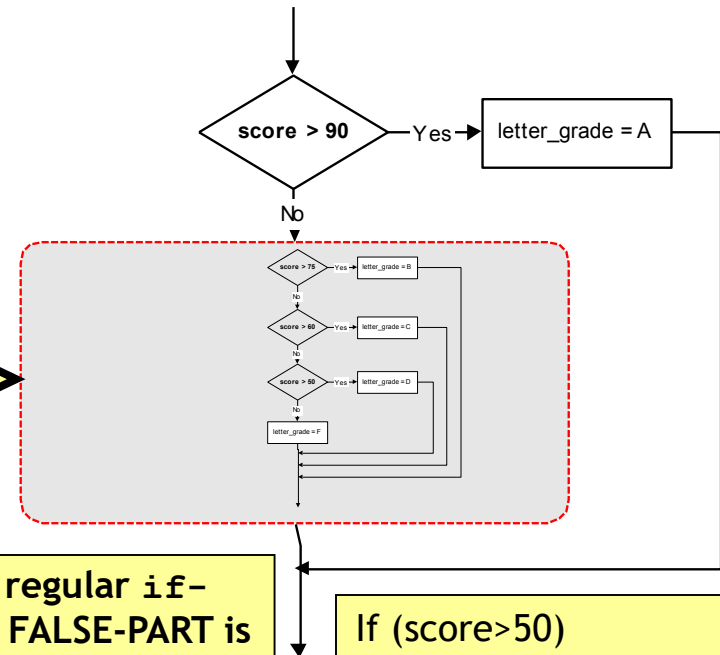 score > 90
Yes
letter_grade = A
No
score > 75
Yes
letter_grade = B
No
score > 60
Yes
letter_grade = C
No
score > 50
Yes
letter_grade = D
No
letter_grade = F
regular if-
FALSE-PART is
If (score>50)